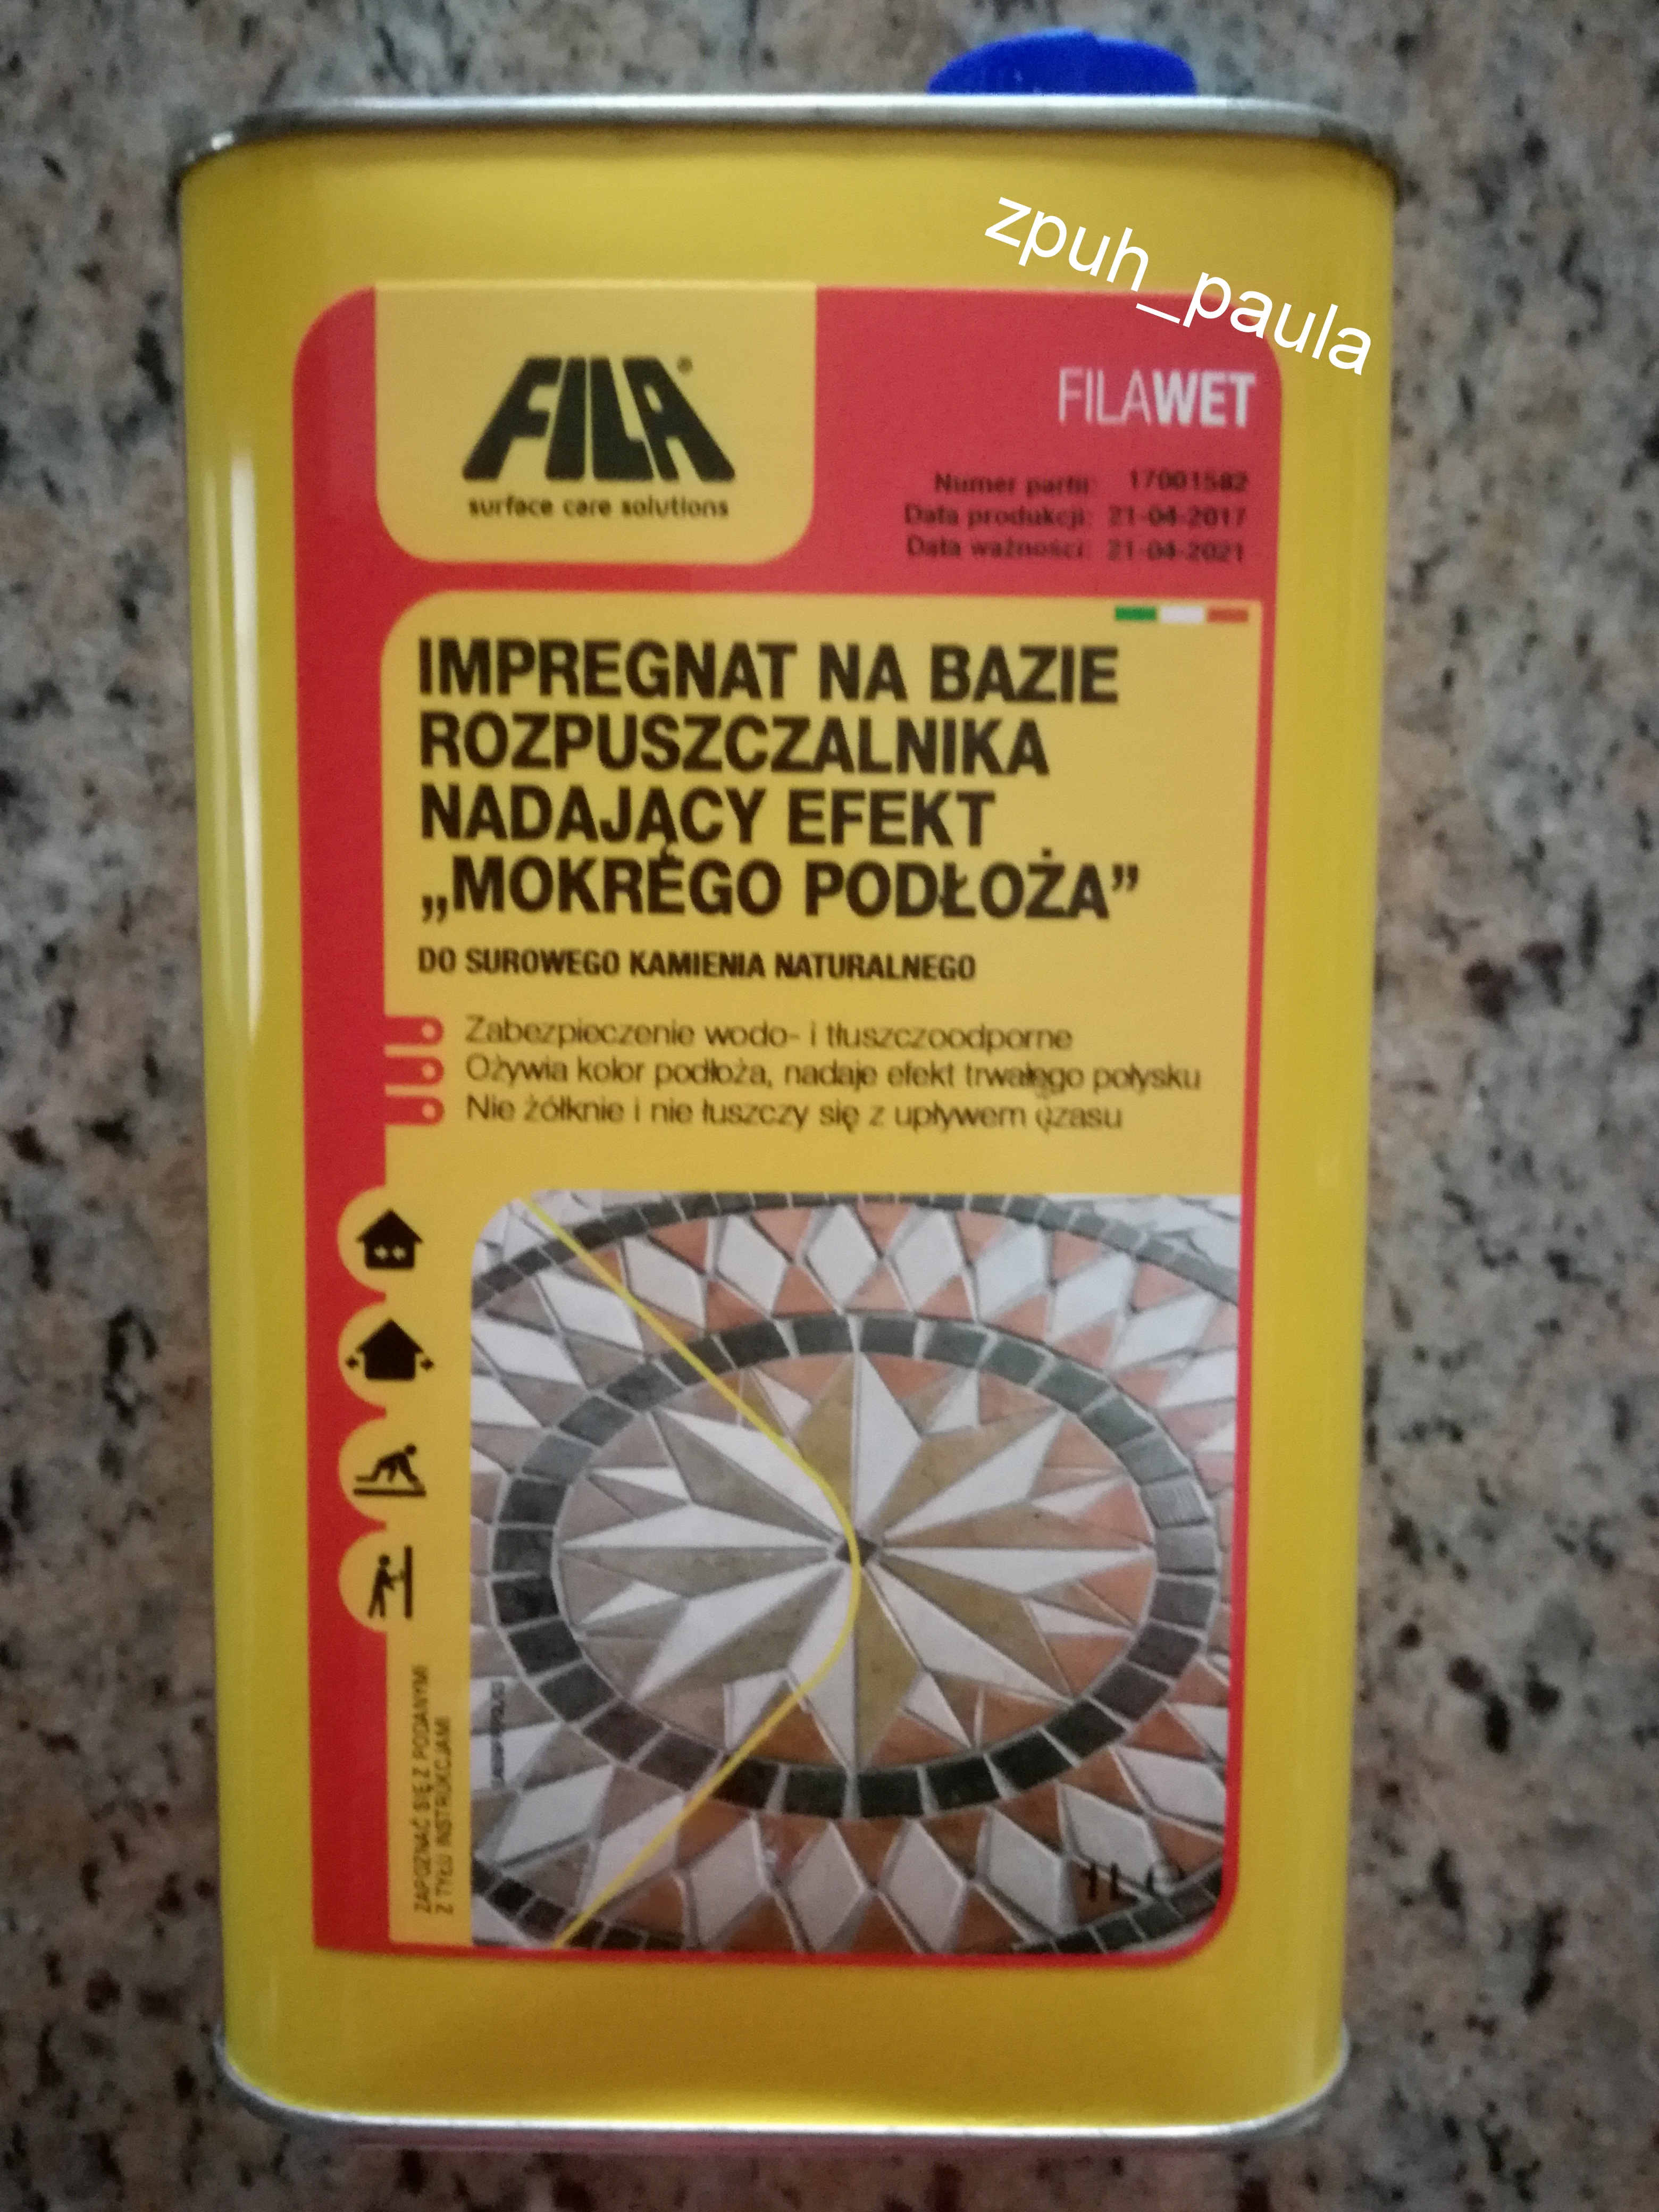 zpuh_paula
FILA®
surface care solutions
FILAWET
Numer partii: 17001582
Data produkcji: 21-04-2017
Data ważności: 21-04-2021
IMPREGNAT NA BAZIE
ROZPUSZCZALNIKA
NADAJĄCY EFEKT
„MOKREGO PODŁOŻA”
DO SUROWEGO KAMIENIA NATURALNEGO
Zabezpieczenie wodo- i tłuszczoodporne
Ożywia kolor podłoża, nadaje efekt trwałego połysku
Nie żółknie i nie łuszczy się z upływem czasu
ZAPOZNAĆ SIĘ Z PODANYMI
Z TYŁU INSTRUKCJAMI
1L e